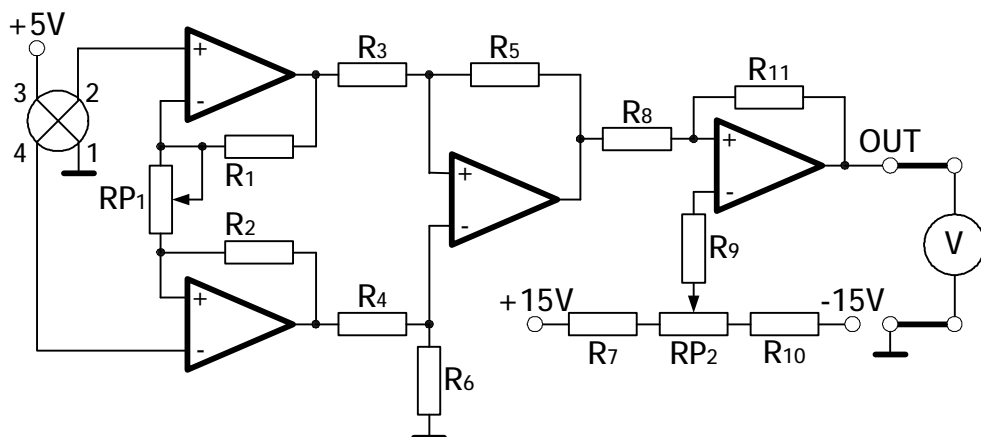 +5V
3 2
4 1
+
-
R3
R5
R1
RP1
R2
+
-
R4
R6
+
-
R8
R11
+
-
OUT
V
R9
+15V
-15V
R7
RP2
R10